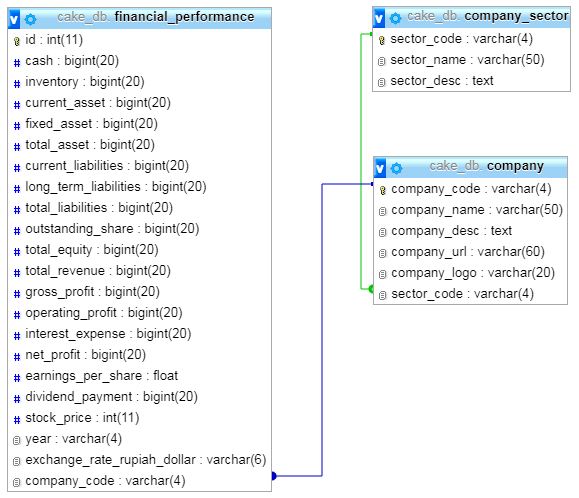 cake_db. financial_performance
id : int(11)
cash : bigint(20)
inventory : bigint(20)
current_asset : bigint(20)
fixed_asset : bigint(20)
total_asset : bigint(20)
current_liabilities : bigint(20)
long_term_liabilities : bigint(20)
total_liabilities : bigint(20)
outstanding_share : bigint(20)
total_equity : bigint(20)
total_revenue : bigint(20)
gross_profit : bigint(20)
operating_profit : bigint(20)
interest_expense : bigint(20)
net_profit : bigint(20)
earnings_per_share : float
dividend_payment : bigint(20)
stock_price : int(11)
year : varchar(4)
exchange_rate_rupiah_dollar : varchar(6)
company_code : varchar(4)
cake_db. company_sector
sector_code : varchar(4)
sector_name : varchar(50)
sector_desc : text
cake_db. company
company_code : varchar(4)
company_name : varchar(50)
company_desc : text
company_url : varchar(60)
company_logo : varchar(20)
sector_code : varchar(4)